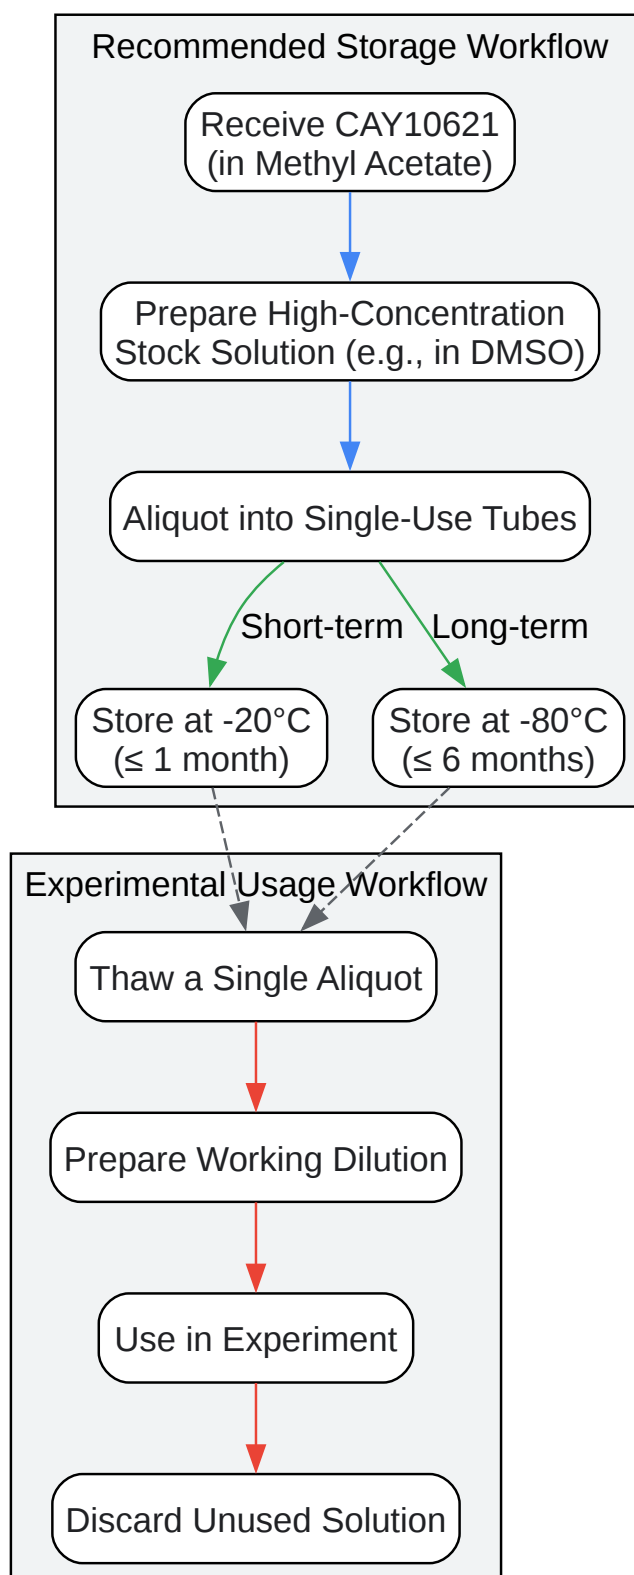 Recommended Storage Workflow
Receive CAY10621
(in Methyl Acetate)
Prepare High-Concentration
Stock Solution (e.g., in DMSO)
Aliquot into Single-Use Tubes
Short-term
Long-term
Store at -20°C
(≤ 1 month)
Store at -80°C
(≤ 6 months)
Experimental Usage Workflow
Thaw a Single Aliquot
Prepare Working Dilution
Use in Experiment
Discard Unused Solution